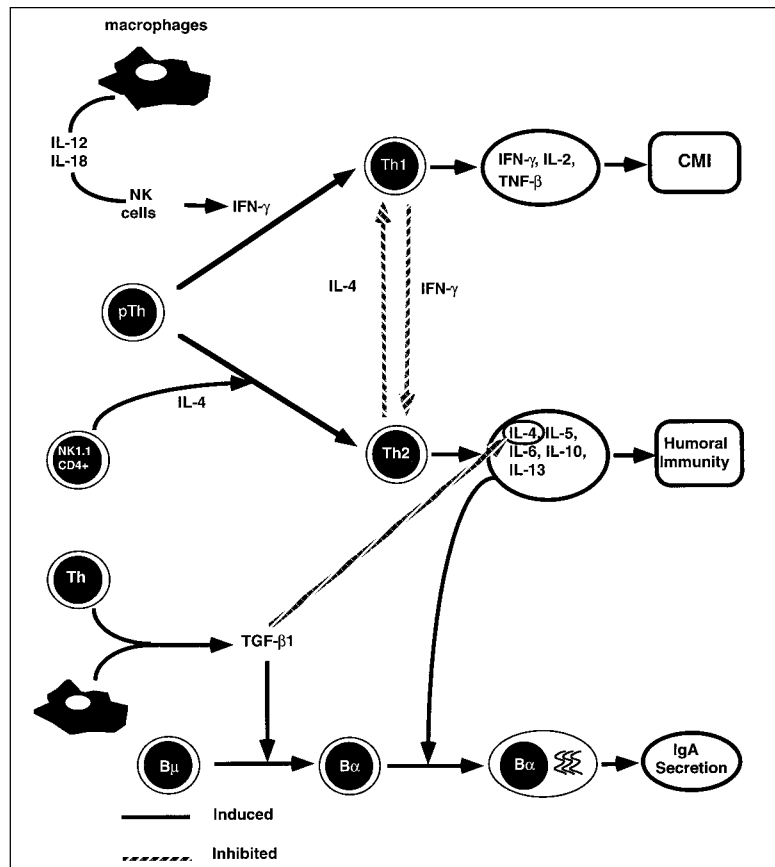 macrophages
IL-12
IL-18
NK
cells
IFN-γ
Th1
IFN-γ, IL-2,
TNF-β
CMI
IL-4
IFN-γ
pTh
IL-4
NK1.1
CD4+
Th2
IL-4, IL-5,
IL-6, IL-10,
IL-13
Humoral
Immunity
Th
TGF-β1
Bμ
Bα
Bα
IgA
Secretion
Induced
Inhibited